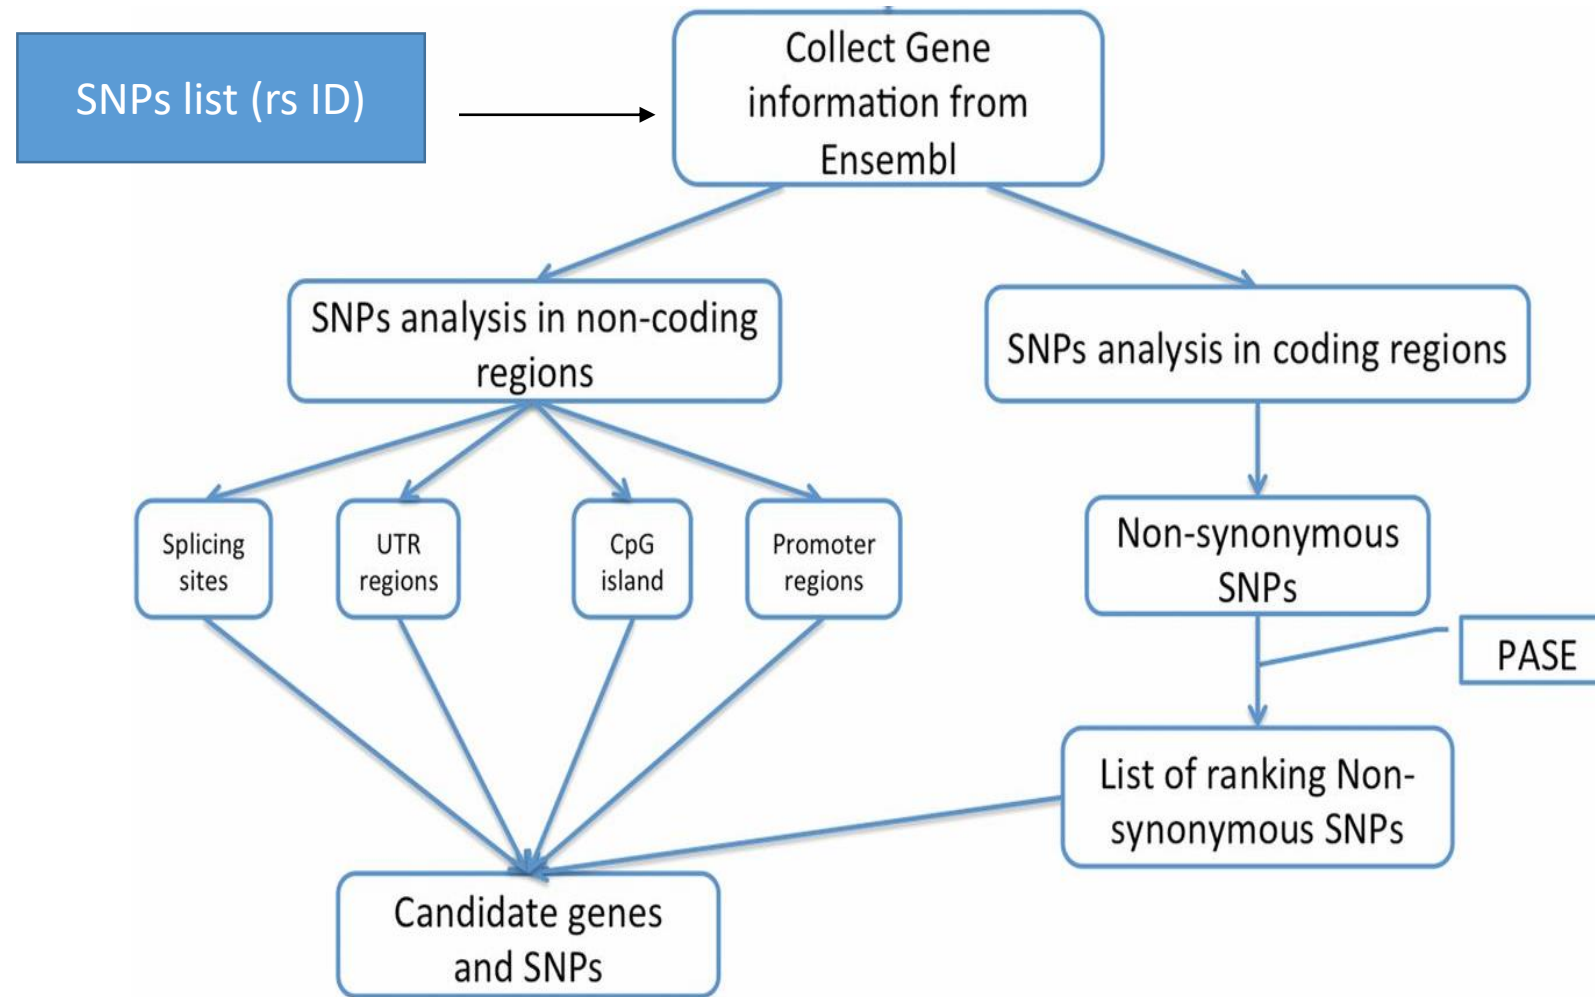 SNPs list (rs ID)
Collect Gene
information from
Ensembl
SNPs analysis in non-coding
regions
SNPs analysis in coding regions
Splicing
sites
UTR
regions
CpG
island
Promoter
regions
Non-synonymous
SNPs
PASE
List of ranking Non-
synonymous SNPs
Candidate genes
and SNPs